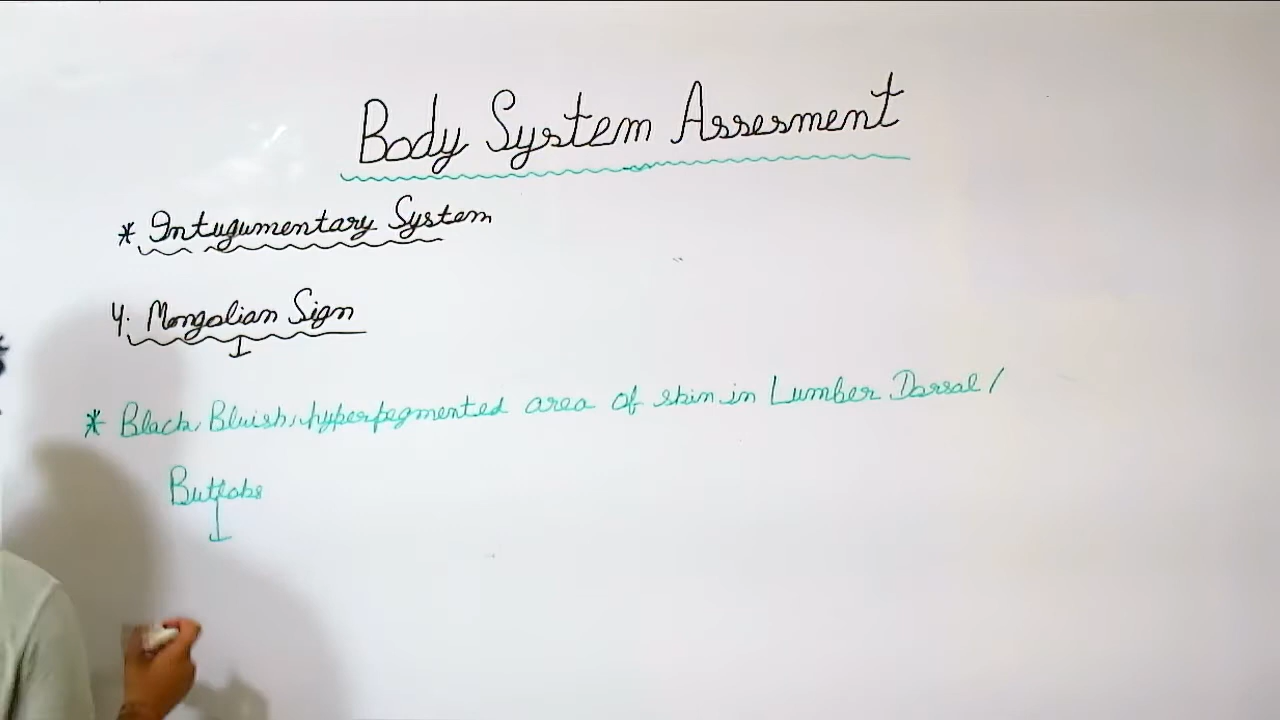 Body System Assesment
* Intugumentary System
4. Mongolian Sign
* Black, Bluish, hyperpegmented area of skin in Lumber Dorsal /
Buttoks